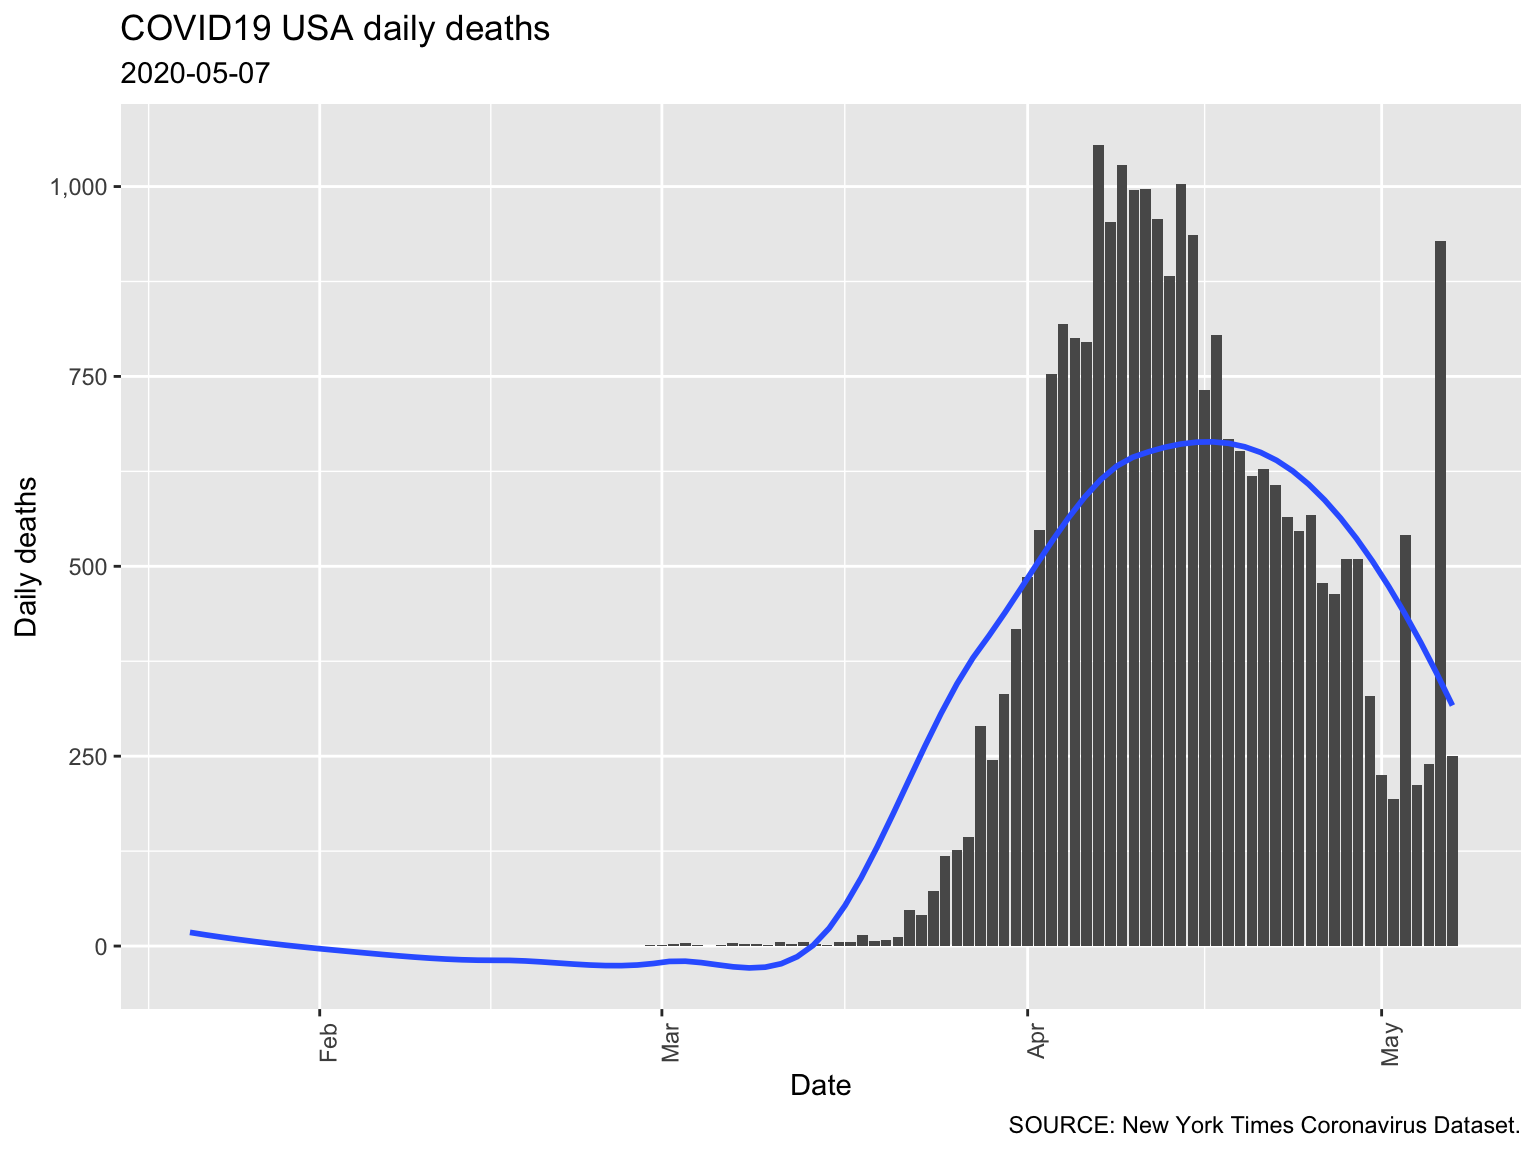 COVID19 USA daily deaths
2020-05-07
Daily deaths
1,000
750
500
250
0
Feb
Mar
Apr
May
Date
SOURCE: New York Times Coronavirus Dataset.